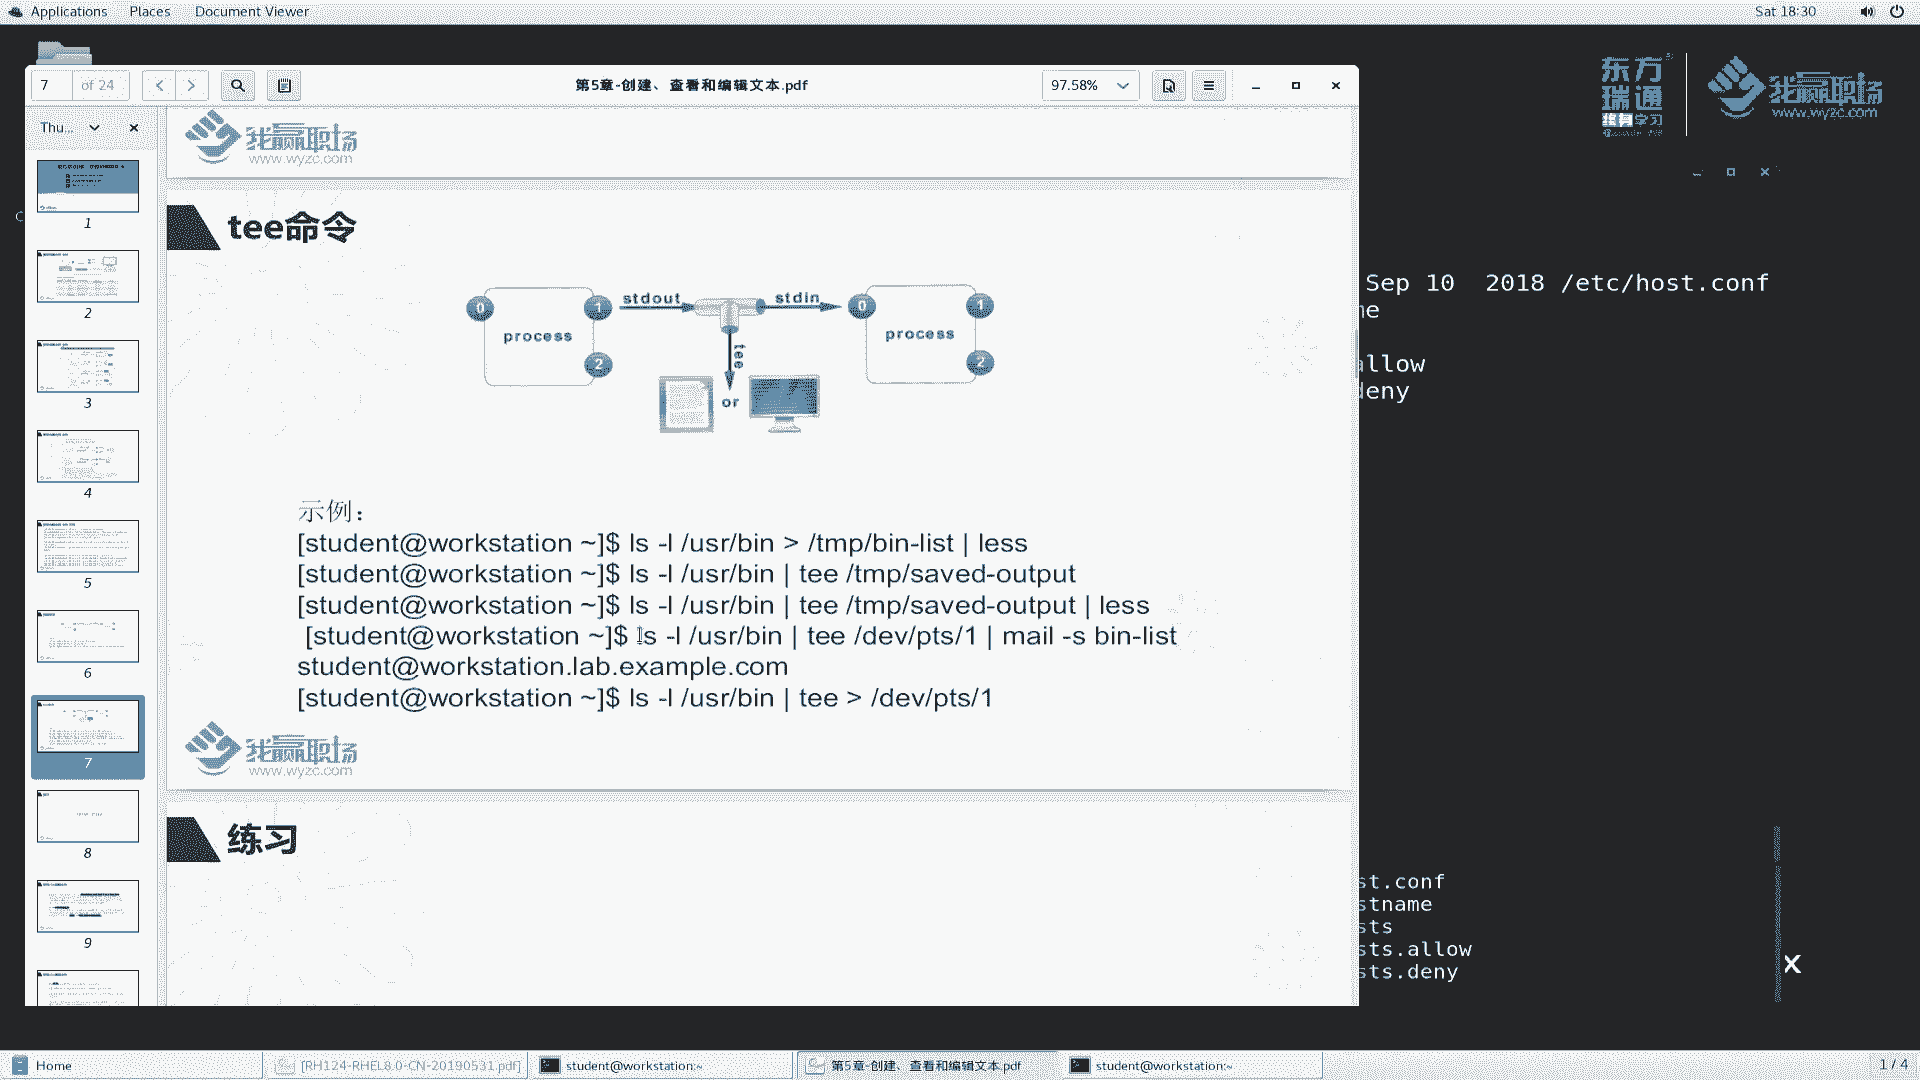 Applications
Places
Document Viewer
Sat 18:30
7
of 24
第5章-创建、查看和编辑文本.pdf
97.58%
东方
瑞通
终身学习
我赢职场
www.wyzc.com
Thu...
1
2
3
4
5
6
7
8
9
我赢职场
www.wyzc.com
tee命令
0
process
1
2
stdout
stdin
tee
or
0
process
1
2
示例：
[student@workstation ~]$ ls -l /usr/bin > /tmp/bin-list | less
[student@workstation ~]$ ls -l /usr/bin | tee /tmp/saved-output
[student@workstation ~]$ ls -l /usr/bin | tee /tmp/saved-output | less
[student@workstation ~]$ ls -l /usr/bin | tee /dev/pts/1 | mail -s bin-list
student@workstation.lab.example.com
[student@workstation ~]$ ls -l /usr/bin | tee > /dev/pts/1
我赢职场
www.wyzc.com
练习
Sep 10 2018 /etc/host.conf
me
allow
deny
st.conf
stname
sts
sts.allow
sts.deny
Home
[RH124-RHEL8.0-CN-20190531.pdf]
student@workstation:~
第5章-创建、查看和编辑文本.pdf
student@workstation:~
1 / 4